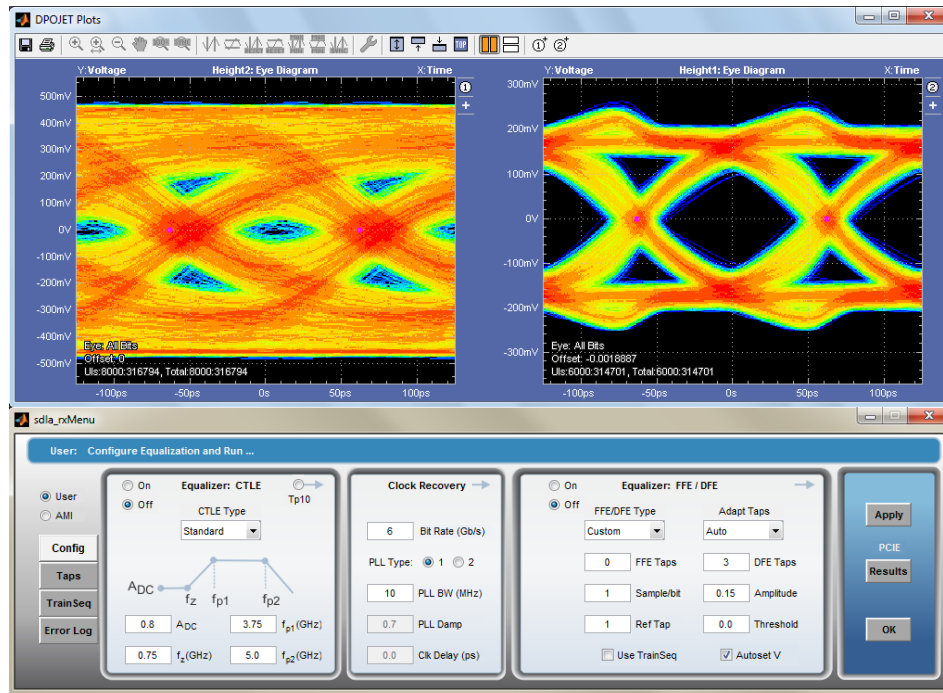 DPOJET Plots
TOP
Y:Voltage Height2: Eye Diagram X:Time
1
500mV
400mV
300mV
200mV
100mV
0V
-100mV
-200mV
-300mV
-400mV
-500mV
Eye: All Bits
Offset: 0
UIs:8000:316794, Total:8000:316794
-100ps -50ps 0s 50ps 100ps
Y:Voltage Height1: Eye Diagram X:Time
2
300mV
200mV
100mV
0V
-100mV
-200mV
-300mV
Eye: All Bits
Offset: -0.0018887
UIs:6000:314701, Total:6000:314701
-100ps -50ps 0s 50ps 100ps
sdla_rxMenu
User: Configure Equalization and Run ...
User
AMI
Config
Taps
TrainSeq
Error Log
On Equalizer: CTLE
Off Tp10
CTLE Type
Standard
ADC fz fp1 fp2
0.8 ADC 3.75 fp1(GHz)
0.75 fz(GHz) 5.0 fp2(GHz)
Clock Recovery
6 Bit Rate (Gb/s)
PLL Type: 1 2
10 PLL BW (MHz)
0.7 PLL Damp
0.0 Clk Delay (ps)
On Equalizer: FFE / DFE
Off
FFE/DFE Type Adapt Taps
Custom Auto
0 FFE Taps 3 DFE Taps
1 Sample/bit 0.15 Amplitude
1 Ref Tap 0.0 Threshold
Use TrainSeq Autoset V
Apply
PCIE
Results
OK